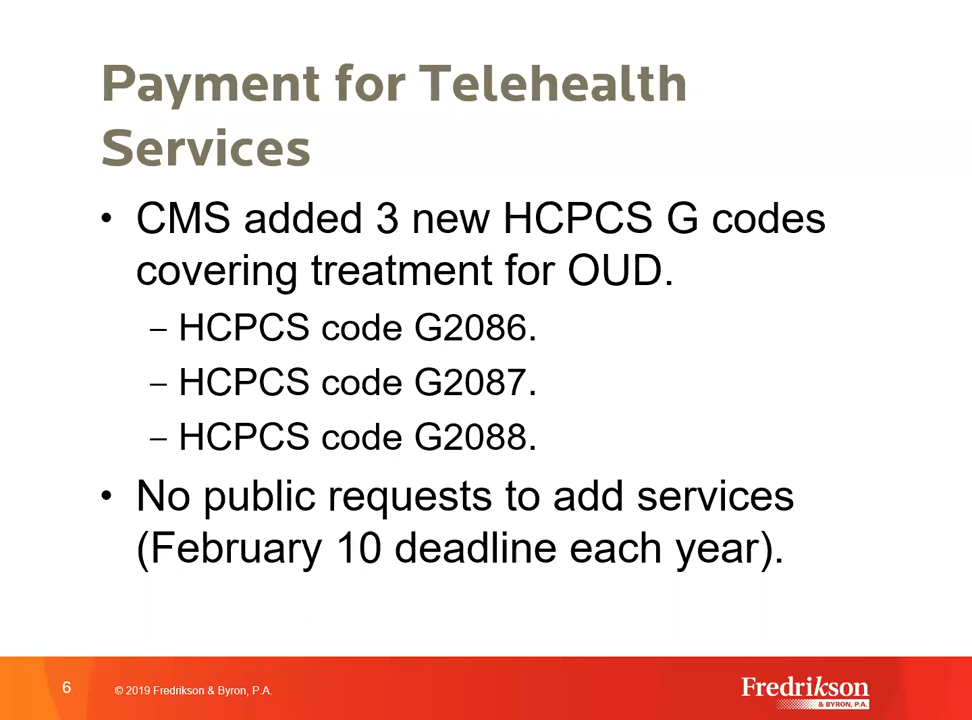 Payment for Telehealth
Services
• CMS added 3 new HCPCS G codes
covering treatment for OUD.
– HCPCS code G2086.
– HCPCS code G2087.
– HCPCS code G2088.
• No public requests to add services
(February 10 deadline each year).
6
© 2019 Fredrikson & Byron, P.A.
Fredrikson
& BYRON, P.A.